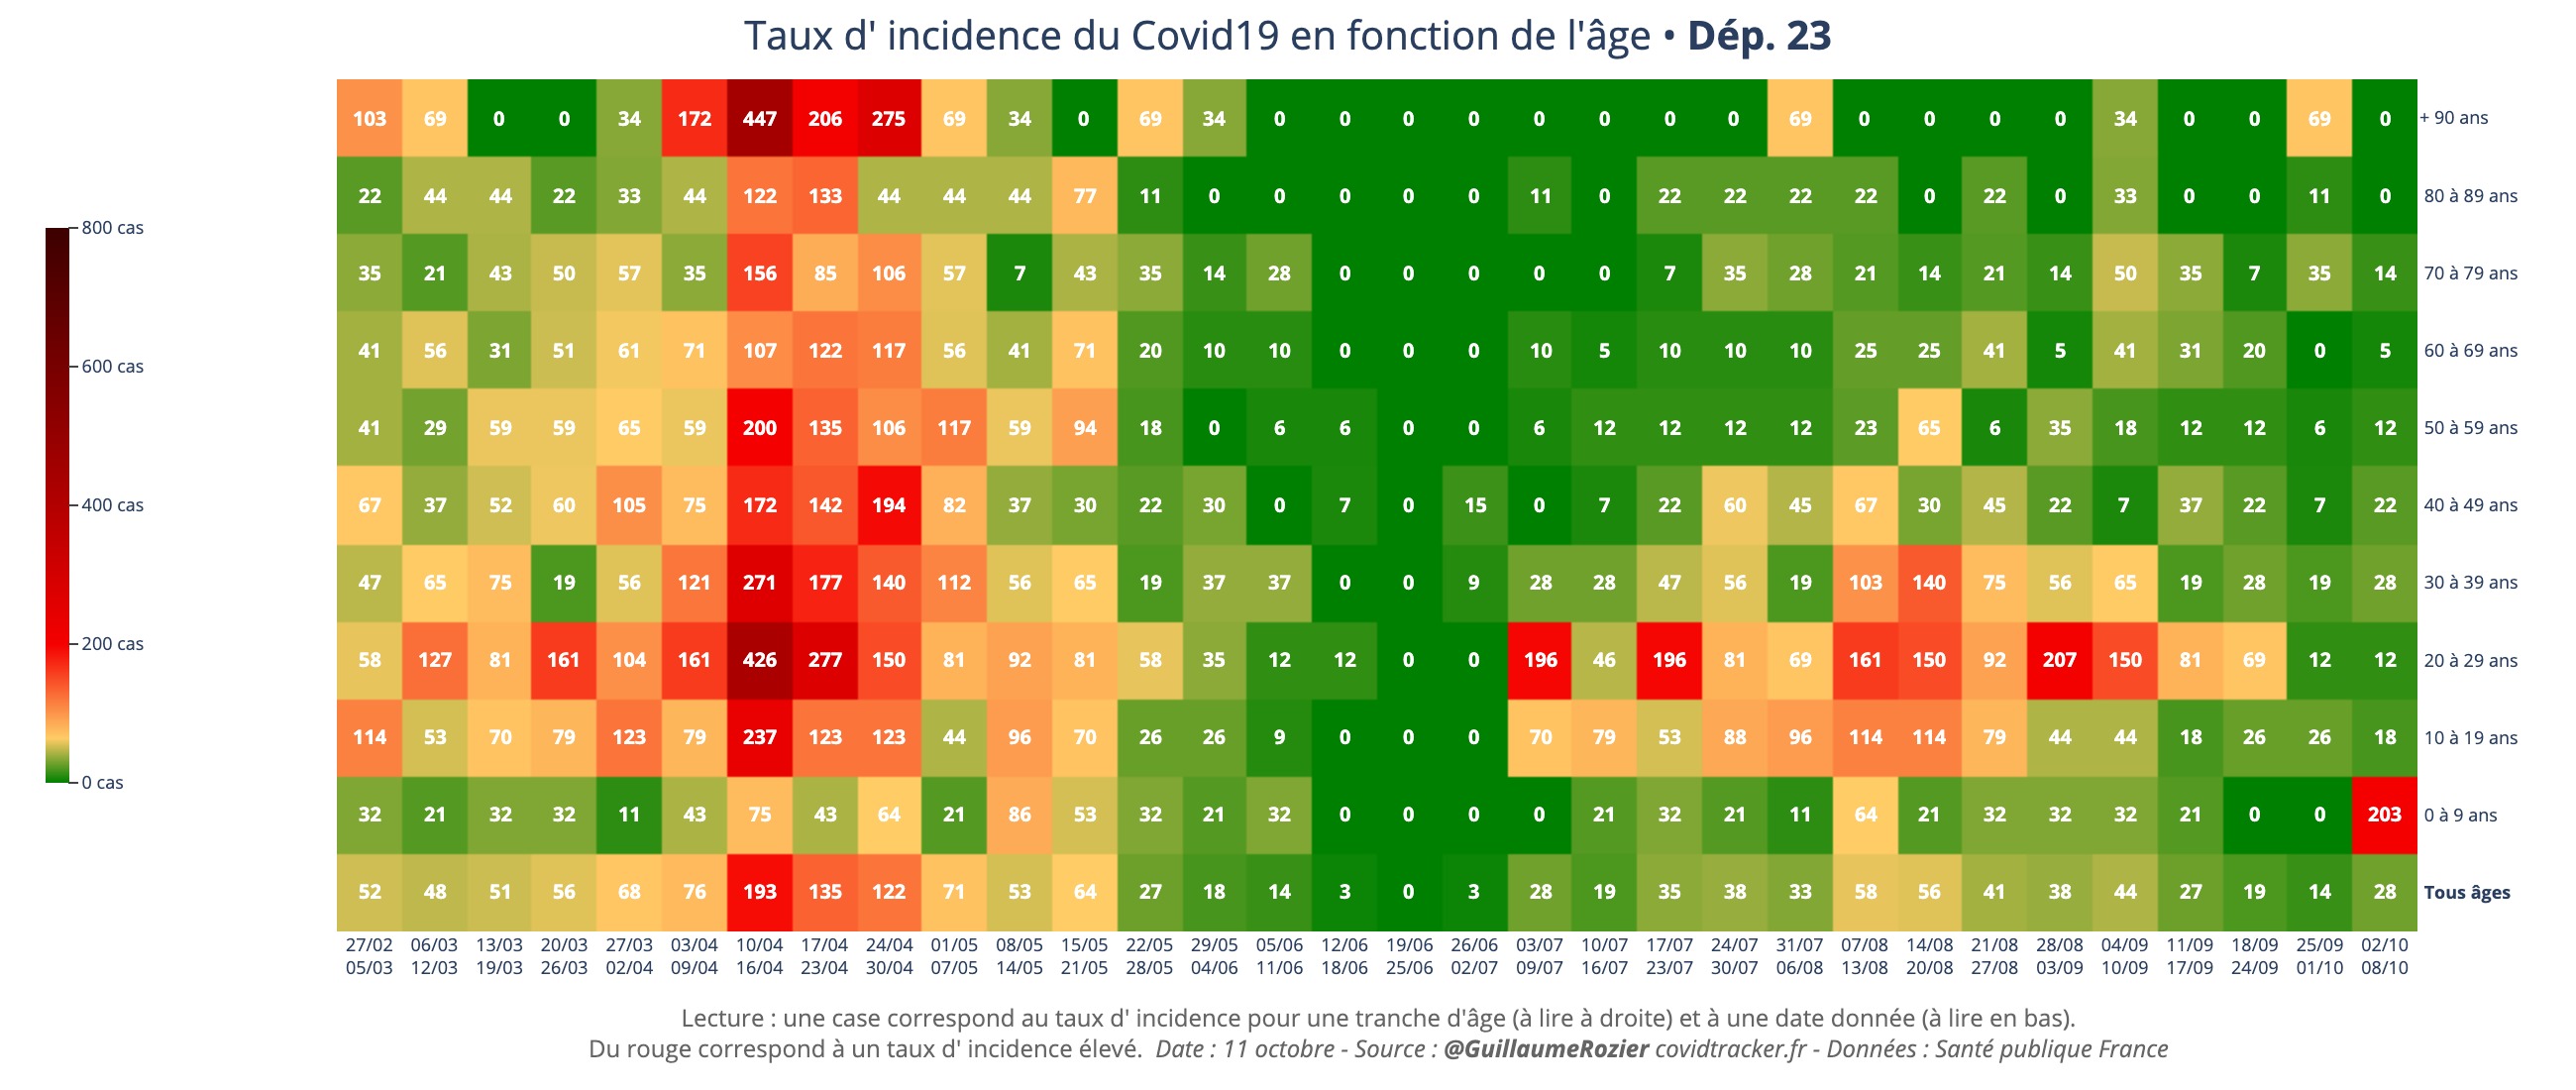 Taux d' incidence du Covid19 en fonction de l'âge • Dép. 23
800 cas
600 cas
400 cas
200 cas
0 cas
103 69 0 0 34 172 447 206 275 69 34 0 69 34 0 0 0 0 0 0 0 0 69 0 0 0 0 34 0 0 69 0 + 90 ans
22 44 44 22 33 44 122 133 44 44 44 77 11 0 0 0 0 0 11 0 22 22 22 22 0 22 0 33 0 0 11 0 80 à 89 ans
35 21 43 50 57 35 156 85 106 57 7 43 35 14 28 0 0 0 0 0 7 35 28 21 14 21 14 50 35 7 35 14 70 à 79 ans
41 56 31 51 61 71 107 122 117 56 41 71 20 10 10 0 0 0 10 5 10 10 10 25 25 41 5 41 31 20 0 5 60 à 69 ans
41 29 59 59 65 59 200 135 106 117 59 94 18 0 6 6 0 0 6 12 12 12 12 23 65 6 35 18 12 12 6 12 50 à 59 ans
67 37 52 60 105 75 172 142 194 82 37 30 22 30 0 7 0 15 0 7 22 60 45 67 30 45 22 7 37 22 7 22 40 à 49 ans
47 65 75 19 56 121 271 177 140 112 56 65 19 37 37 0 0 9 28 28 47 56 19 103 140 75 56 65 19 28 19 28 30 à 39 ans
58 127 81 161 104 161 426 277 150 81 92 81 58 35 12 12 0 0 196 46 196 81 69 161 150 92 207 150 81 69 12 12 20 à 29 ans
114 53 70 79 123 79 237 123 123 44 96 70 26 26 9 0 0 0 70 79 53 88 96 114 114 79 44 44 18 26 26 18 10 à 19 ans
32 21 32 32 11 43 75 43 64 21 86 53 32 21 32 0 0 0 0 21 32 21 11 64 21 32 32 32 21 0 0 203 0 à 9 ans
52 48 51 56 68 76 193 135 122 71 53 64 27 18 14 3 0 3 28 19 35 38 33 58 56 41 38 44 27 19 14 28 Tous âges
27/02 06/03 13/03 20/03 27/03 03/04 10/04 17/04 24/04 01/05 08/05 15/05 22/05 29/05 05/06 12/06 19/06 26/06 03/07 10/07 17/07 24/07 31/07 07/08 14/08 21/08 28/08 04/09 11/09 18/09 25/09 02/10
05/03 12/03 19/03 26/03 02/04 09/04 16/04 23/04 30/04 07/05 14/05 21/05 28/05 04/06 11/06 18/06 25/06 02/07 09/07 16/07 23/07 30/07 06/08 13/08 20/08 27/08 03/09 10/09 17/09 24/09 01/10 08/10
Lecture : une case correspond au taux d' incidence pour une tranche d'âge (à lire à droite) et à une date donnée (à lire en bas).
Du rouge correspond à un taux d' incidence élevé. Date : 11 octobre - Source : @GuillaumeRozier covidtracker.fr - Données : Santé publique France